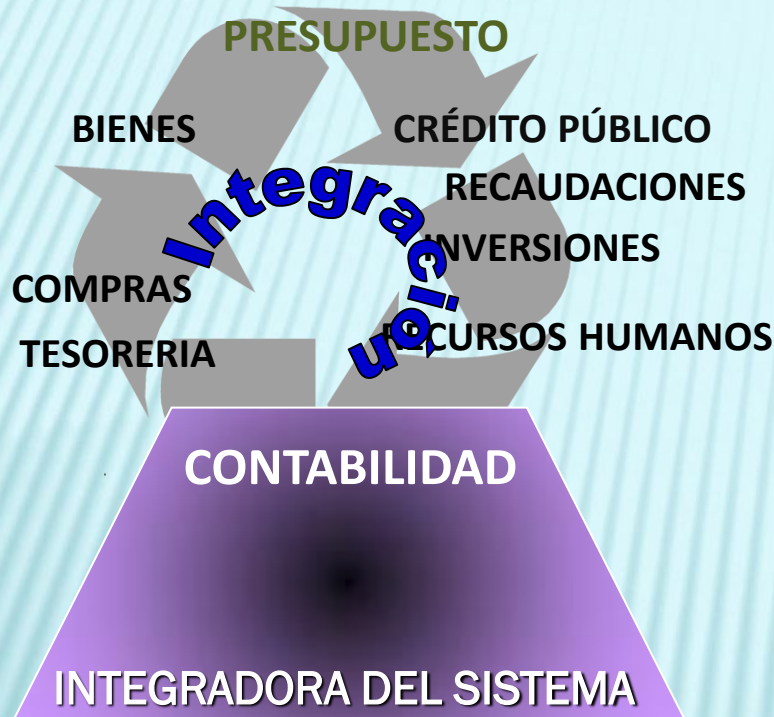 PRESUPUESTO
BIENES
CRÉDITO PÚBLICO
RECAUDACIONES
Integración
INVERSIONES
COMPRAS
RECURSOS HUMANOS
TESORERIA
CONTABILIDAD
INTEGRADORA DEL SISTEMA